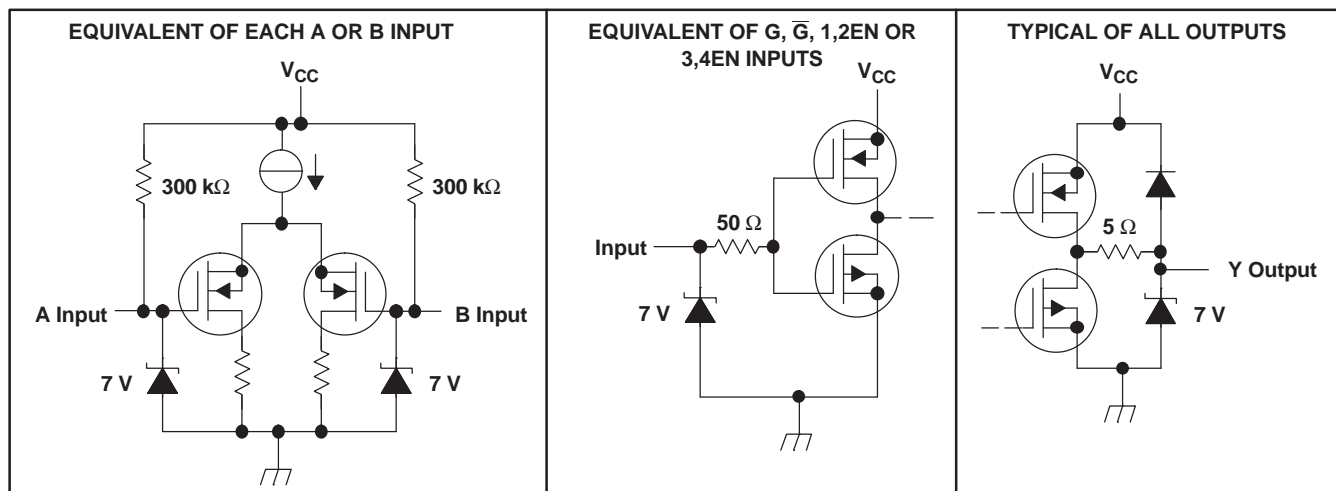 EQUIVALENT OF EACH A OR B INPUT
VCC
300 kΩ
300 kΩ
A Input
B Input
7 V
7 V
EQUIVALENT OF G, G̅, 1,2EN OR
3,4EN INPUTS
VCC
50 Ω
Input
7 V
TYPICAL OF ALL OUTPUTS
VCC
5 Ω
Y Output
7 V